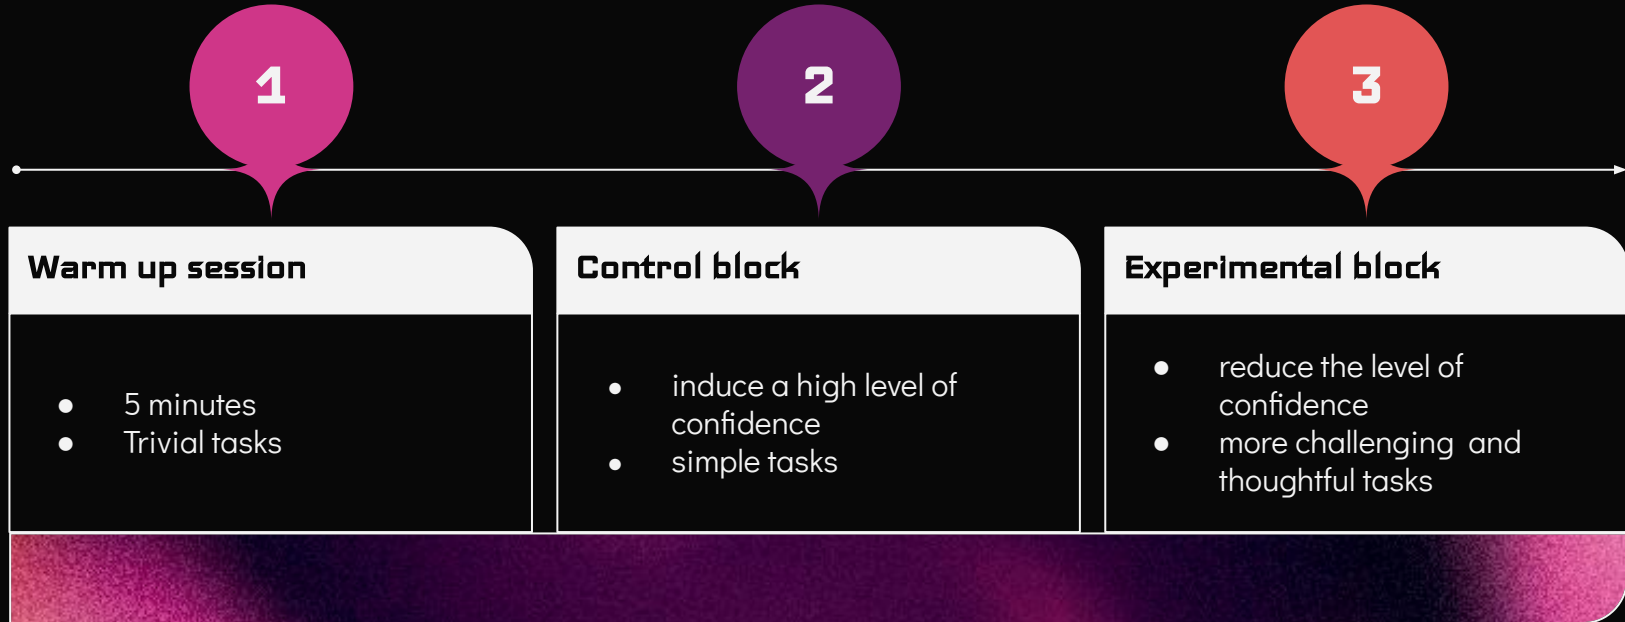 1
2
3
Warm up session
Control block
Experimental block
● 5 minutes
● Trivial tasks
● induce a high level of
confidence
● simple tasks
● reduce the level of
confidence
● more challenging  and
thoughtful tasks